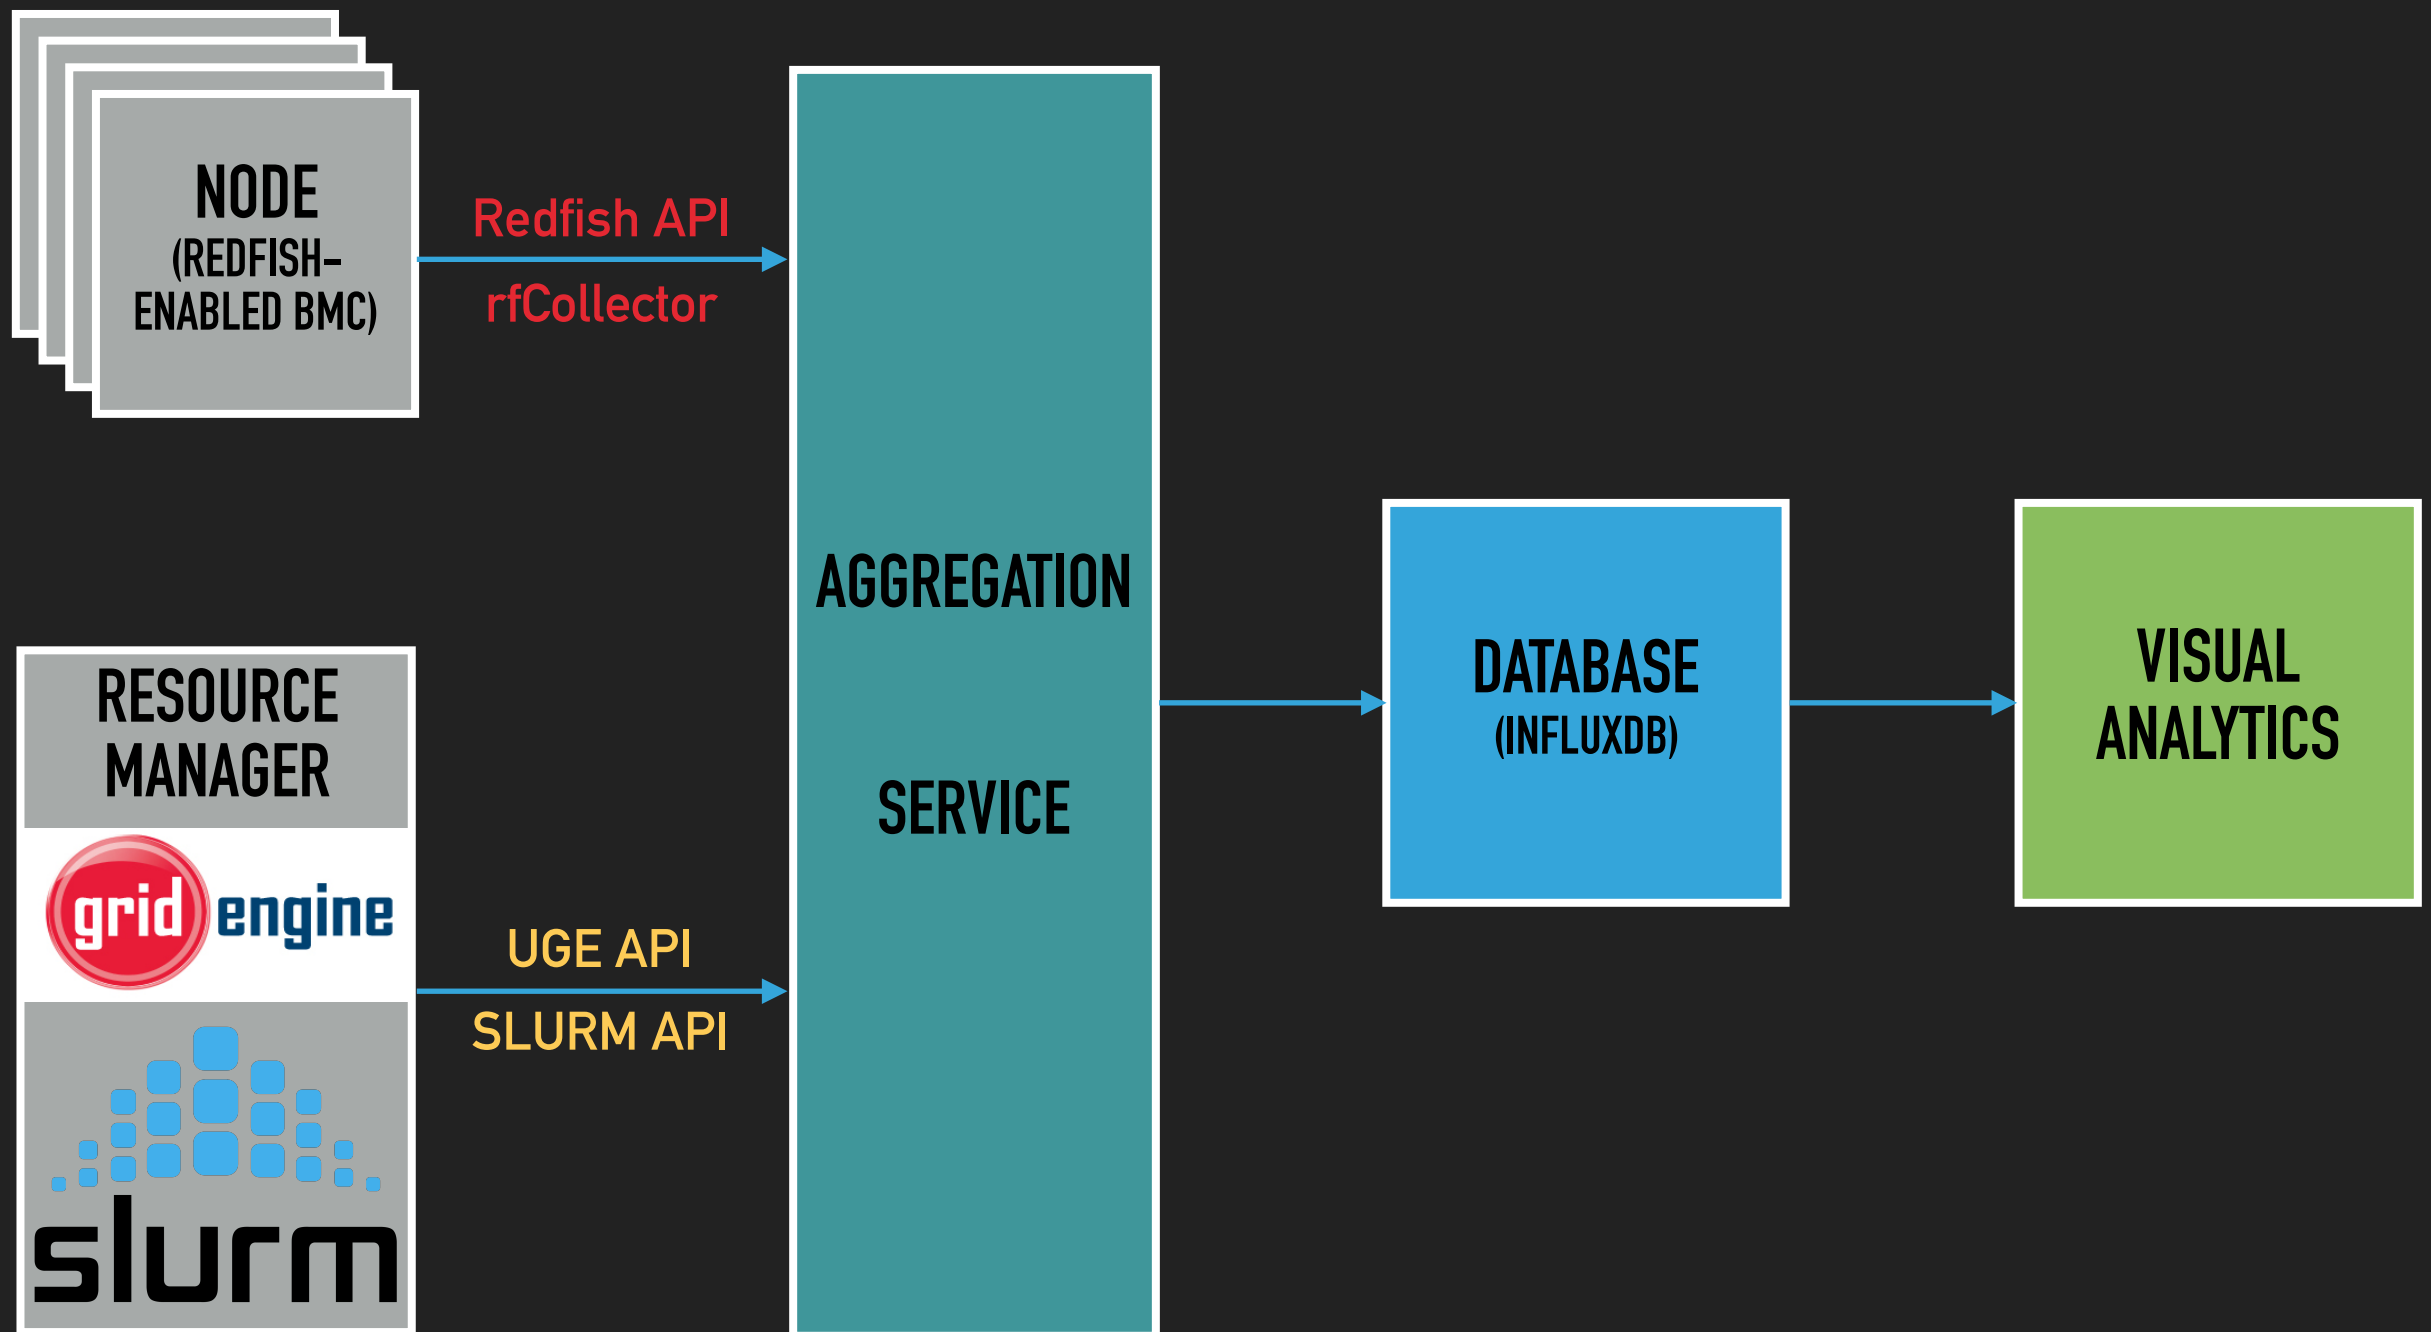 NODE
(REDFISH-
ENABLED BMC)
Redfish API
rfCollector
RESOURCE
MANAGER
grid engine
slurm
UGE API
SLURM API
AGGREGATION
SERVICE
DATABASE
(INFLUXDB)
VISUAL
ANALYTICS